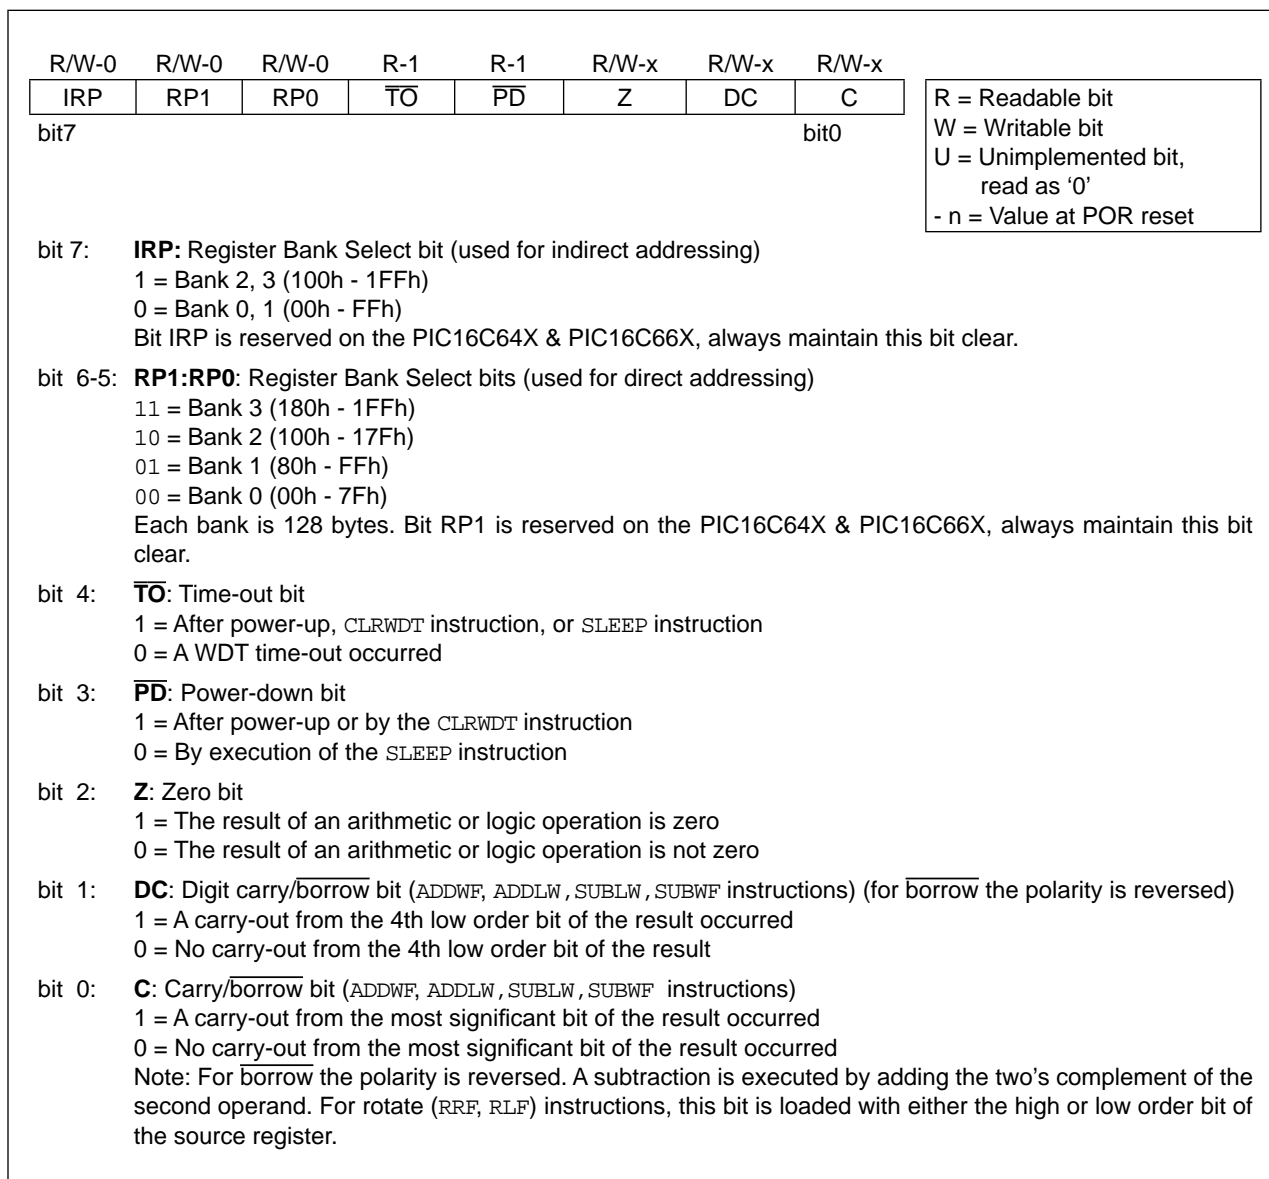 R/W-0 R/W-0 R/W-0 R-1 R-1 R/W-x R/W-x R/W-x
IRP RP1 RP0 T̅O̅ P̅D̅ Z DC C
bit7 bit0
R = Readable bit
W = Writable bit
U = Unimplemented bit,
read as ‘0’
- n = Value at POR reset
bit 7: IRP: Register Bank Select bit (used for indirect addressing)
1 = Bank 2, 3 (100h - 1FFh)
0 = Bank 0, 1 (00h - FFh)
Bit IRP is reserved on the PIC16C64X & PIC16C66X, always maintain this bit clear.
bit 6-5: RP1:RP0: Register Bank Select bits (used for direct addressing)
11 = Bank 3 (180h - 1FFh)
10 = Bank 2 (100h - 17Fh)
01 = Bank 1 (80h - FFh)
00 = Bank 0 (00h - 7Fh)
Each bank is 128 bytes. Bit RP1 is reserved on the PIC16C64X & PIC16C66X, always maintain this bit
clear.
bit 4: T̅O̅: Time-out bit
1 = After power-up, CLRWDT instruction, or SLEEP instruction
0 = A WDT time-out occurred
bit 3: P̅D̅: Power-down bit
1 = After power-up or by the CLRWDT instruction
0 = By execution of the SLEEP instruction
bit 2: Z: Zero bit
1 = The result of an arithmetic or logic operation is zero
0 = The result of an arithmetic or logic operation is not zero
bit 1: DC: Digit carry/b̅o̅r̅r̅o̅w̅ bit (ADDWF, ADDLW,SUBLW,SUBWF instructions) (for b̅o̅r̅r̅o̅w̅ the polarity is reversed)
1 = A carry-out from the 4th low order bit of the result occurred
0 = No carry-out from the 4th low order bit of the result
bit 0: C: Carry/b̅o̅r̅r̅o̅w̅ bit (ADDWF, ADDLW,SUBLW,SUBWF instructions)
1 = A carry-out from the most significant bit of the result occurred
0 = No carry-out from the most significant bit of the result occurred
Note: For b̅o̅r̅r̅o̅w̅ the polarity is reversed. A subtraction is executed by adding the two’s complement of the
second operand. For rotate (RRF, RLF) instructions, this bit is loaded with either the high or low order bit of
the source register.